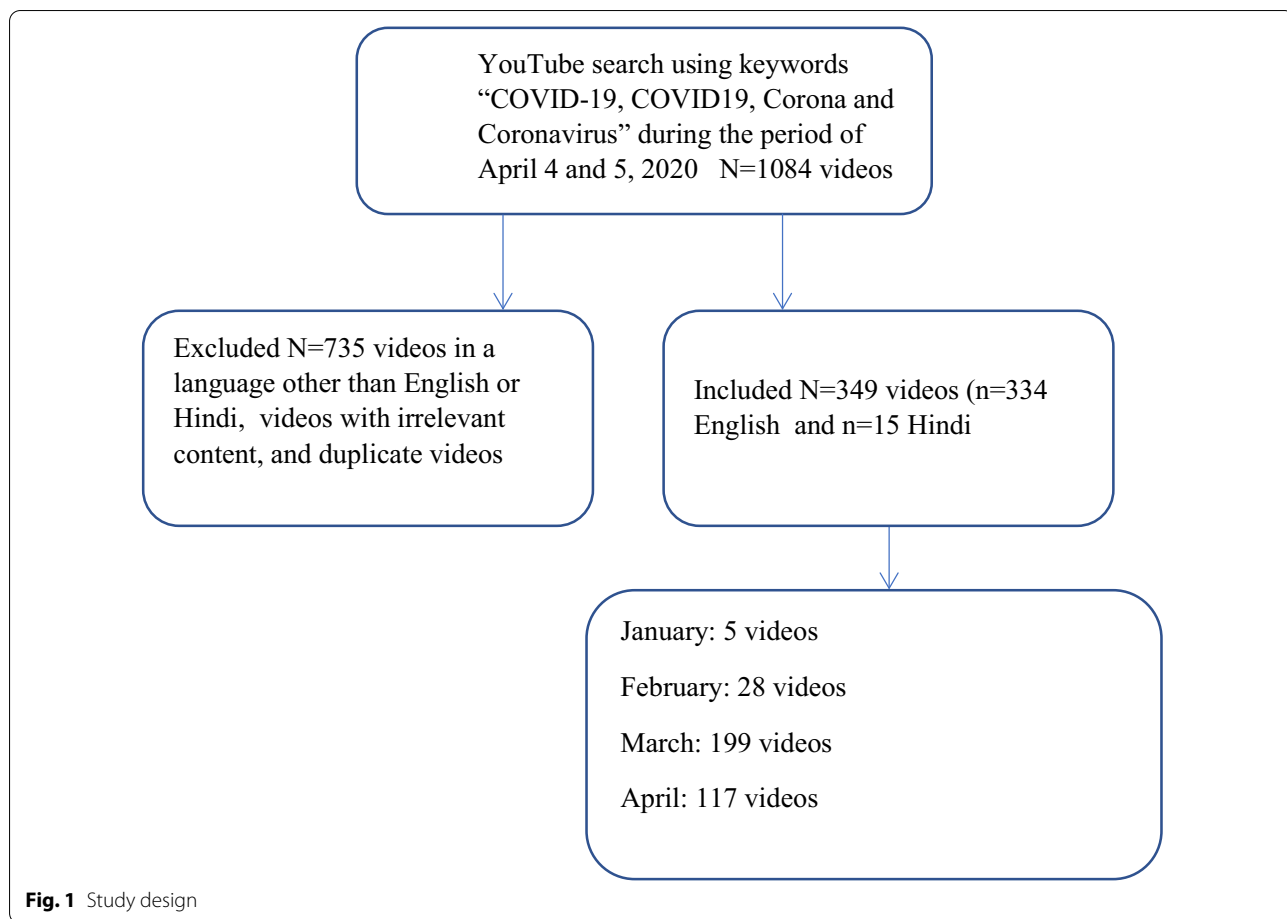 YouTube search using keywords
“COVID-19, COVID19, Corona and
Coronavirus” during the period of
April 4 and 5, 2020 N=1084 videos
Excluded N=735 videos in a
language other than English or
Hindi, videos with irrelevant
content, and duplicate videos
Included N=349 videos (n=334
English and n=15 Hindi
January: 5 videos
February: 28 videos
March: 199 videos
April: 117 videos
Fig. 1 Study design